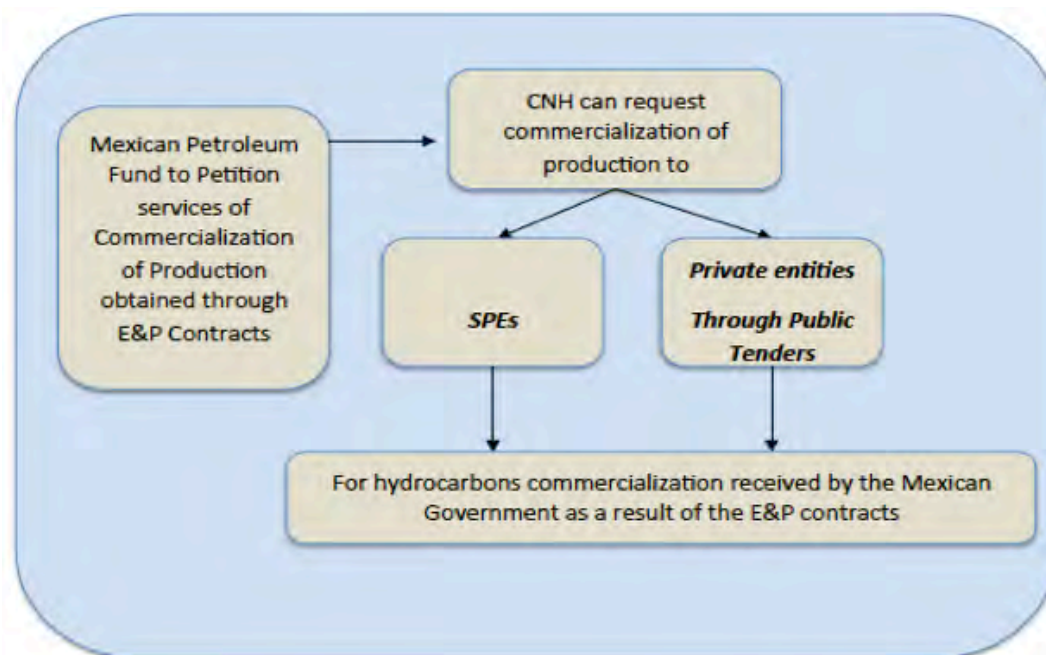 Mexican Petroleum
Fund to Petition
services of
Commercialization
of Production
obtained through
E&P Contracts
CNH can request
commercialization of
production to
SPEs
Private entities
Through Public
Tenders
For hydrocarbons commercialization received by the Mexican
Government as a result of the E&P contracts